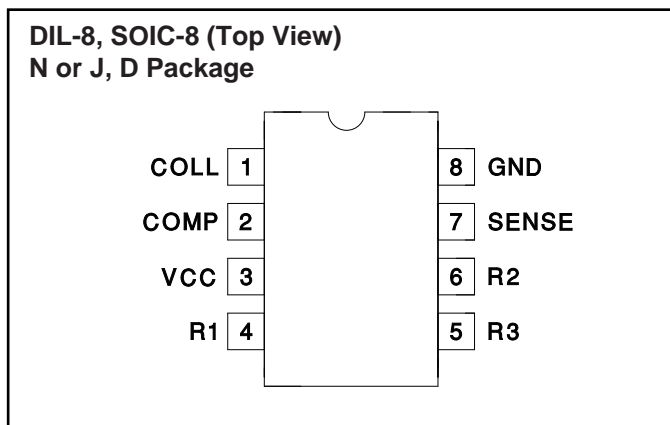 DIL-8, SOIC-8 (Top View)
N or J, D Package
COLL 1 8 GND
COMP 2 7 SENSE
VCC 3 6 R2
R1 4 5 R3